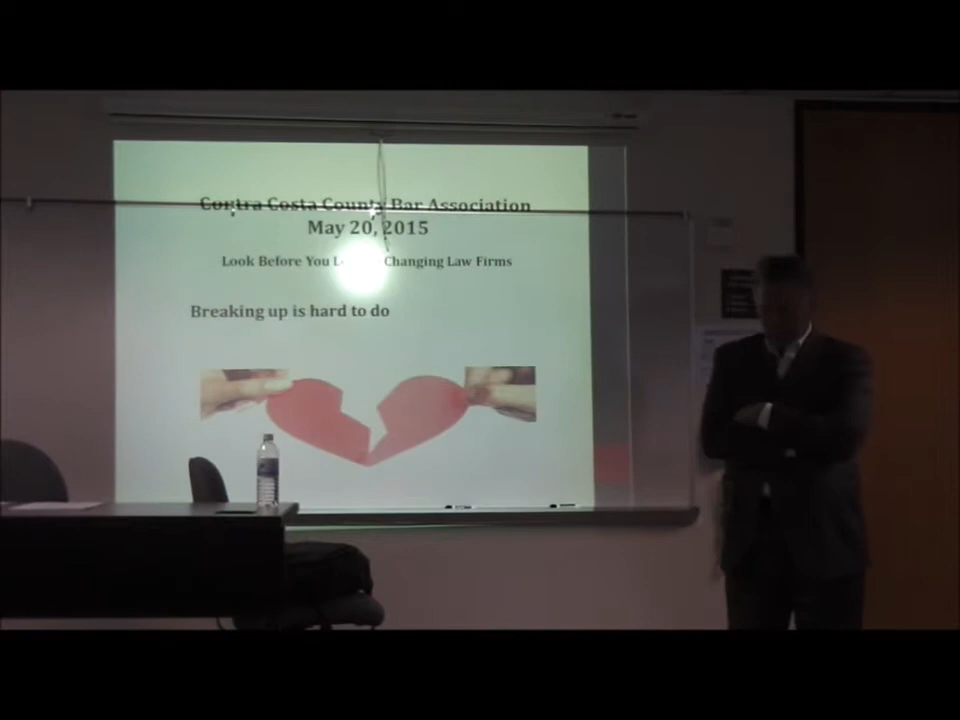 Contra Costa County Bar Association
May 20, 2015
Look Before You Changing Law Firms
Breaking up is hard to do